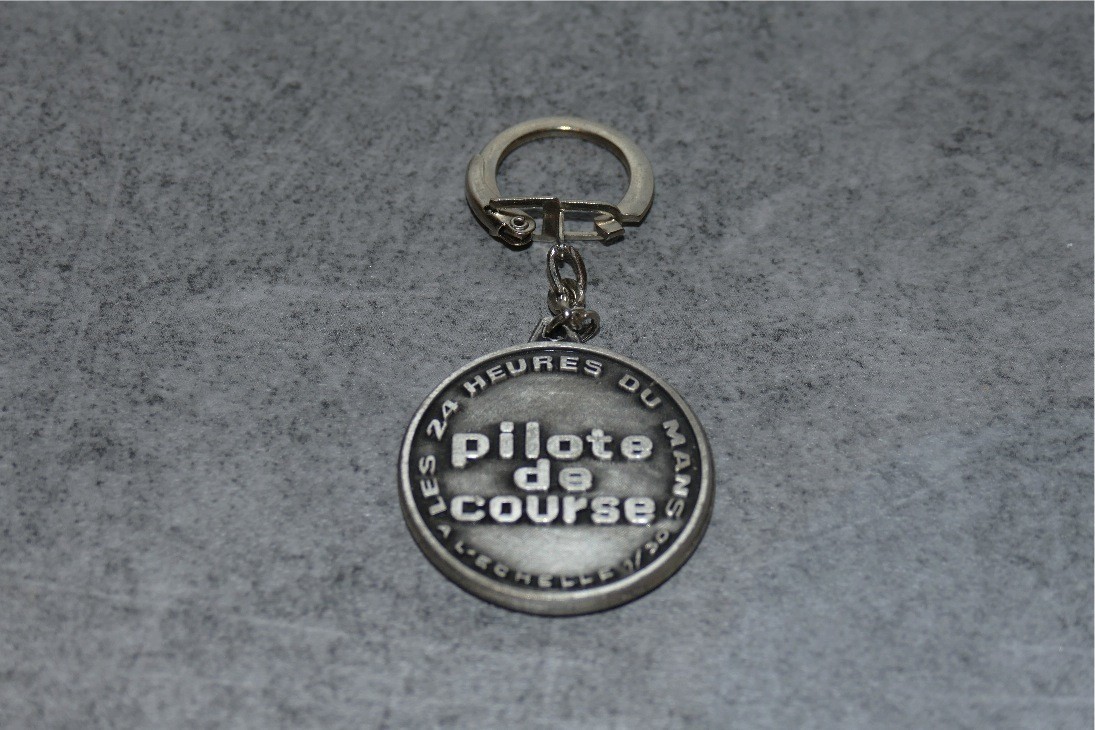 LES 24 HEURES DU MANS
pilote
de
course
A L'ECHELLE 1/30